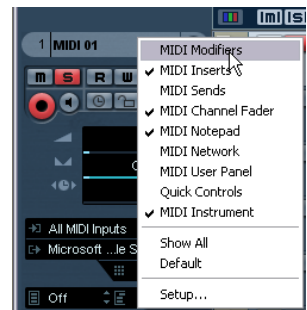 1 MIDI 01
M S R W
All MIDI Inputs
Microsoft ...le S
Off
MIDI Modifiers
MIDI Inserts
MIDI Sends
MIDI Channel Fader
MIDI Notepad
MIDI Network
MIDI User Panel
Quick Controls
MIDI Instrument
Show All
Default
Setup...